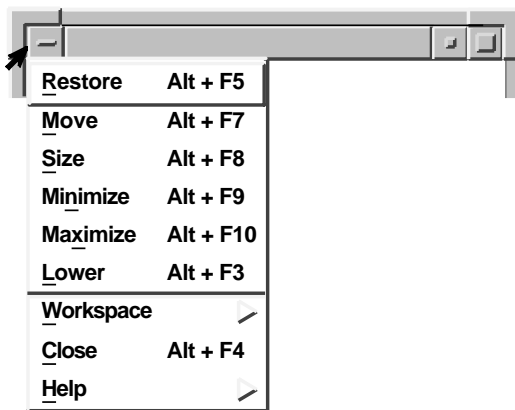 Restore Alt + F5
Move Alt + F7
Size Alt + F8
Minimize Alt + F9
Maximize Alt + F10
Lower Alt + F3
Workspace
Close Alt + F4
Help